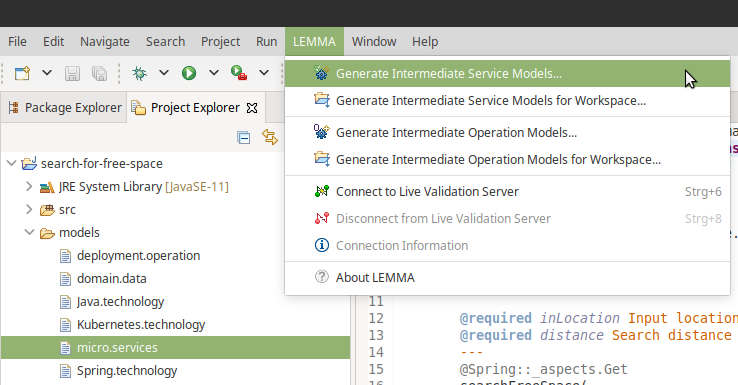 File Edit Navigate Search Project Run LEMMA Window Help
Generate Intermediate Service Models...
Generate Intermediate Service Models for Workspace...
Generate Intermediate Operation Models...
Generate Intermediate Operation Models for Workspace...
Connect to Live Validation Server Strg+6
Disconnect from Live Validation Server Strg+8
Connection Information
About LEMMA
Package Explorer Project Explorer
search-for-free-space
JRE System Library [JavaSE-11]
src
models
deployment.operation
domain.data
Java.technology
Kubernetes.technology
micro.services
Spring.technology
11
12 @required inLocation Input location
13 @required distance Search distance
14 ---
15 @Spring::_aspects.Get
16 searchFreeSpace(